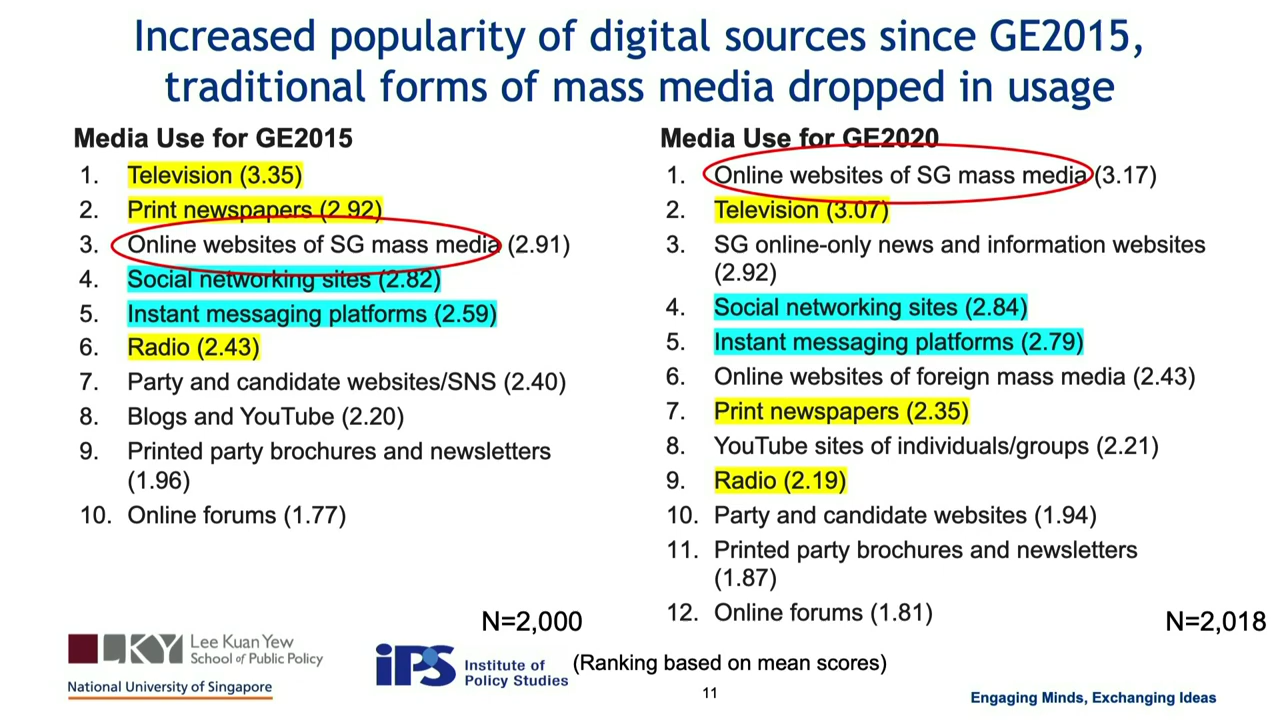 Increased popularity of digital sources since GE2015,
traditional forms of mass media dropped in usage
Media Use for GE2015
1. Television (3.35)
2. Print newspapers (2.92)
3. Online websites of SG mass media (2.91)
4. Social networking sites (2.82)
5. Instant messaging platforms (2.59)
6. Radio (2.43)
7. Party and candidate websites/SNS (2.40)
8. Blogs and YouTube (2.20)
9. Printed party brochures and newsletters
(1.96)
10. Online forums (1.77)
N=2,000
Media Use for GE2020
1. Online websites of SG mass media (3.17)
2. Television (3.07)
3. SG online-only news and information websites
(2.92)
4. Social networking sites (2.84)
5. Instant messaging platforms (2.79)
6. Online websites of foreign mass media (2.43)
7. Print newspapers (2.35)
8. YouTube sites of individuals/groups (2.21)
9. Radio (2.19)
10. Party and candidate websites (1.94)
11. Printed party brochures and newsletters
(1.87)
12. Online forums (1.81)
N=2,018
LKY Lee Kuan Yew
School of Public Policy
National University of Singapore
iPS Institute of
Policy Studies
(Ranking based on mean scores)
11
Engaging Minds, Exchanging Ideas